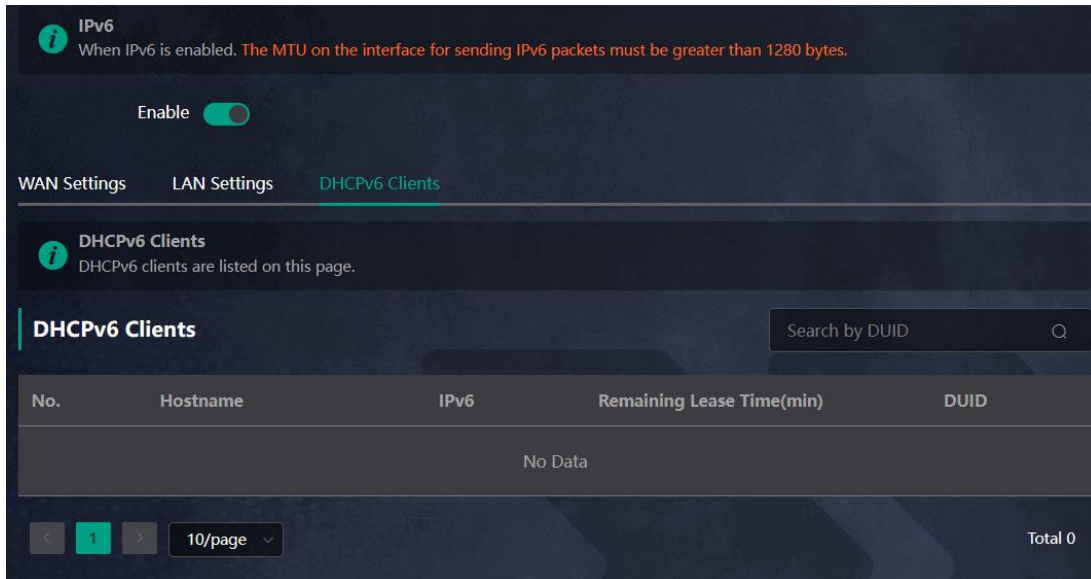 IPv6
When IPv6 is enabled. The MTU on the interface for sending IPv6 packets must be greater than 1280 bytes.
Enable
WAN Settings LAN Settings DHCPv6 Clients
DHCPv6 Clients
DHCPv6 clients are listed on this page.
DHCPv6 Clients Search by DUID
No. Hostname IPv6 Remaining Lease Time(min) DUID
No Data
< 1 > 10/page Total 0